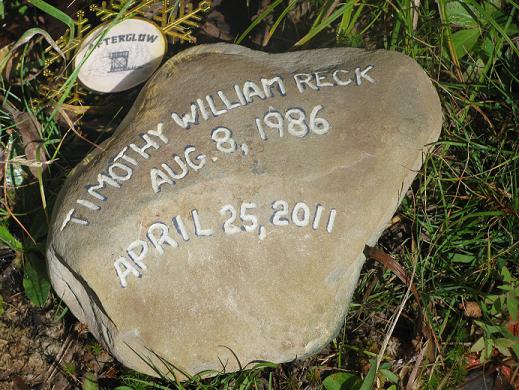 AFTERGLOW
TIMOTHY WILLIAM RECK
AUG. 8, 1986
APRIL 25, 2011